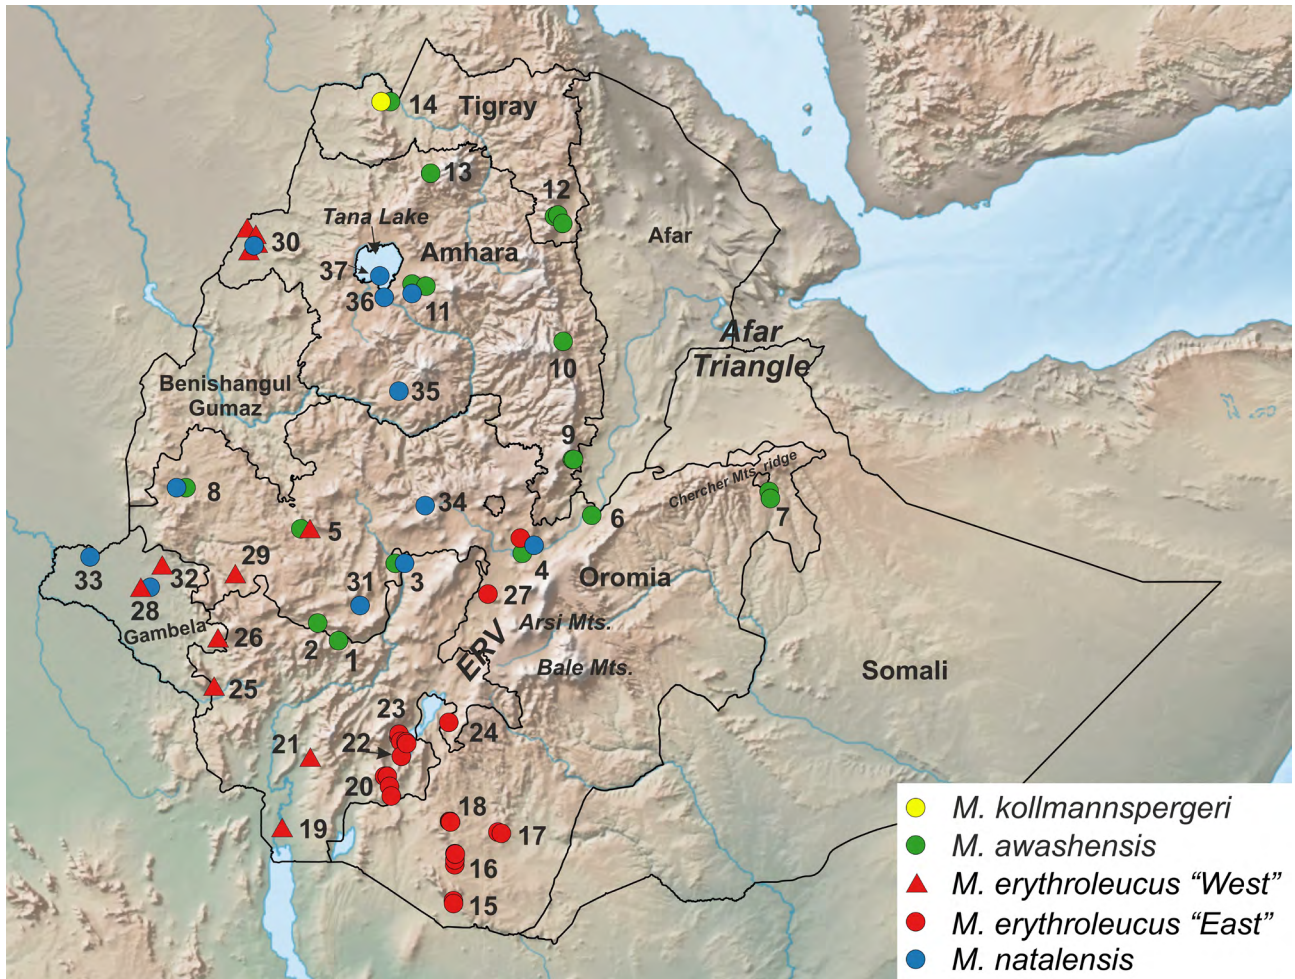 14
Tigray
13
12
Tana Lake
Amhara
Afar
30
37
36
11
Afar
Triangle
10
Benishangul
Gumaz
35
9
Chercher Mts. ridge
8
34
6
7
5
4
Oromia
33
32
29
31
3
27
28
Gambela
26
2
1
Arsi Mts.
ERV
Bale Mts.
Somali
25
23
24
22
21
20
18
17
19
16
15
M. kollmannspergeri
M. awashensis
M. erythroleucus “West”
M. erythroleucus “East”
M. natalensis